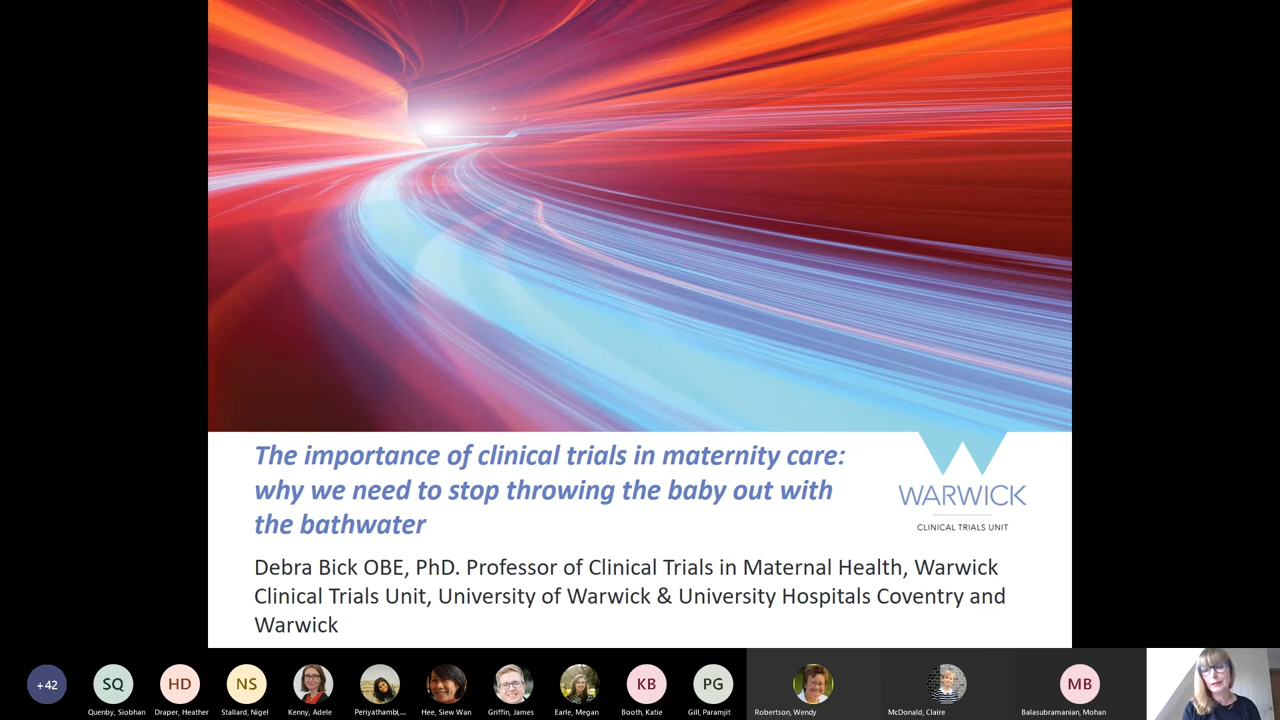 The importance of clinical trials in maternity care:
why we need to stop throwing the baby out with
the bathwater
WARWICK
CLINICAL TRIALS UNIT
Debra Bick OBE, PhD. Professor of Clinical Trials in Maternal Health, Warwick
Clinical Trials Unit, University of Warwick & University Hospitals Coventry and
Warwick
+42
SQ
HD
NS
KB
PG
MB
Quenby, Siobhan
Draper, Heather
Stallard, Nigel
Kenny, Adele
Periyathambi,...
Hee, Siew Wan
Griffin, James
Earle, Megan
Booth, Katie
Gill, Paramjit
Robertson, Wendy
McDonald, Claire
Balasubramanian, Mohan